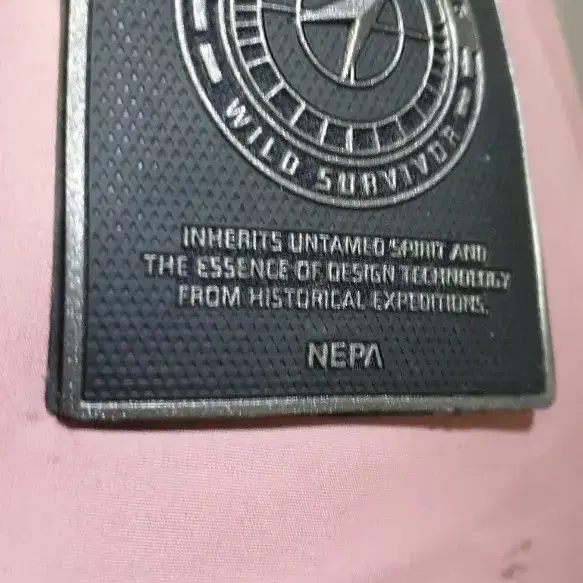 WILD SURVIVOR
INHERITS UNTAMED SPIRIT AND
THE ESSENCE OF DESIGN TECHNOLOGY
FROM HISTORICAL EXPEDITIONS.
NEPA